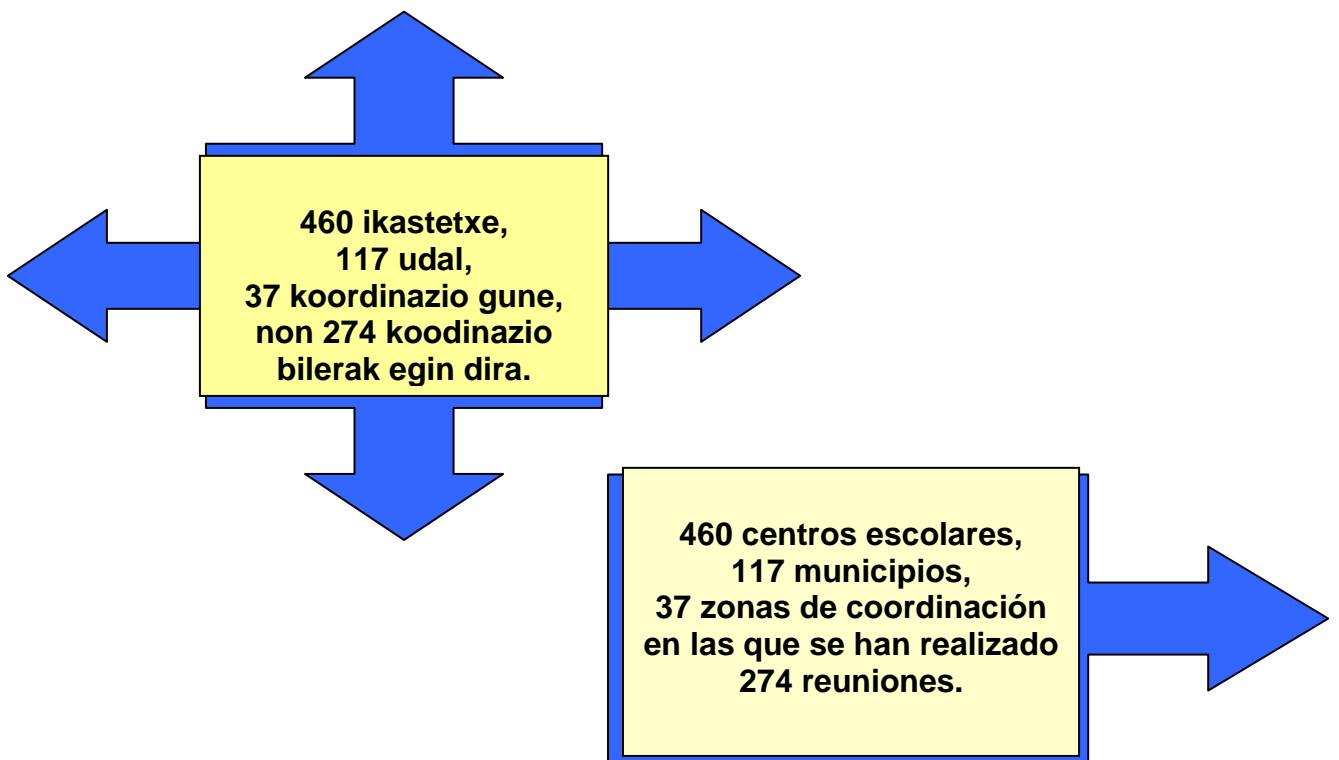 460 ikastetxe,
117 udal,
37 koordinazio gune,
non 274 koodinazio
bilerak egin dira.
460 centros escolares,
117 municipios,
37 zonas de coordinación
en las que se han realizado
274 reuniones.